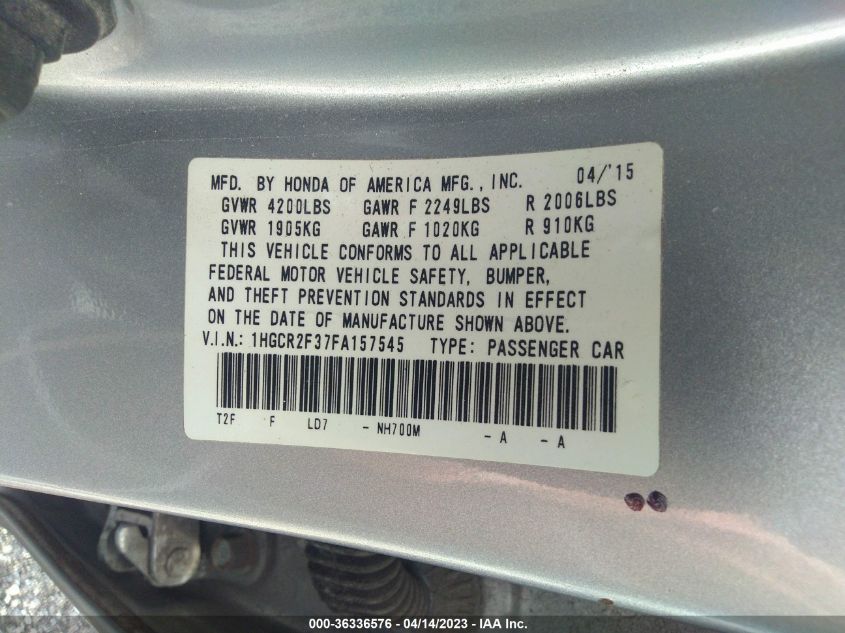 MFD. BY HONDA OF AMERICA MFG., INC. 04/'15
GVWR 4200LBS GAWR F 2249LBS R 2006LBS
GVWR 1905KG GAWR F 1020KG R 910KG
THIS VEHICLE CONFORMS TO ALL APPLICABLE
FEDERAL MOTOR VEHICLE SAFETY, BUMPER,
AND THEFT PREVENTION STANDARDS IN EFFECT
ON THE DATE OF MANUFACTURE SHOWN ABOVE.
V.I.N.: 1HGCR2F37FA157545 TYPE: PASSENGER CAR
T2F F LD7 - NH700M - A - A
000-36336576 - 04/14/2023 - IAA Inc.